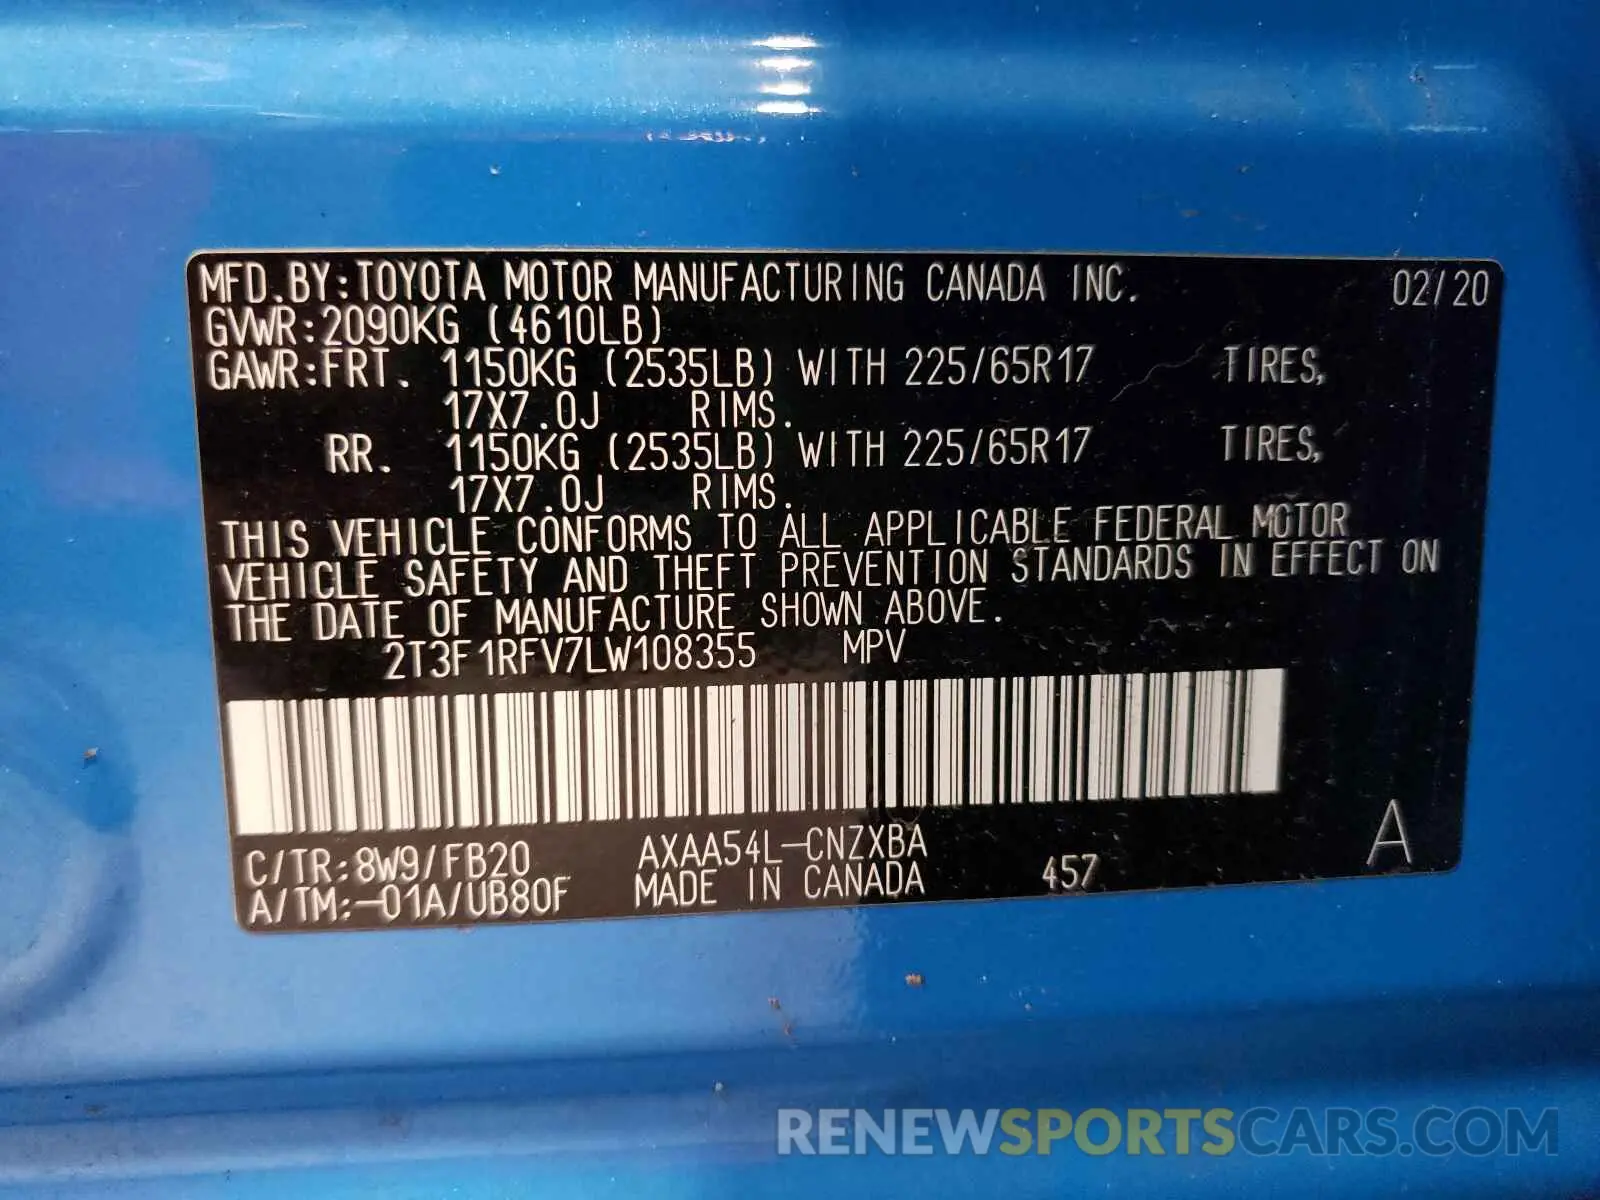 MFD.BY:TOYOTA MOTOR MANUFACTURING CANADA INC. 02/20
GVWR:2090KG (4610LB)
GAWR:FRT. 1150KG (2535LB) WITH 225/65R17 TIRES,
17X7.0J RIMS.
RR. 1150KG (2535LB) WITH 225/65R17 TIRES,
17X7.0J RIMS.
THIS VEHICLE CONFORMS TO ALL APPLICABLE FEDERAL MOTOR
VEHICLE SAFETY AND THEFT PREVENTION STANDARDS IN EFFECT ON
THE DATE OF MANUFACTURE SHOWN ABOVE.
2T3F1RFV7LW108355 MPV
C/TR:8W9/FB20 AXAA54L-CNZXBA A
A/TM:-01A/UB80F MADE IN CANADA 457
RENEWSPORTSCARS.COM